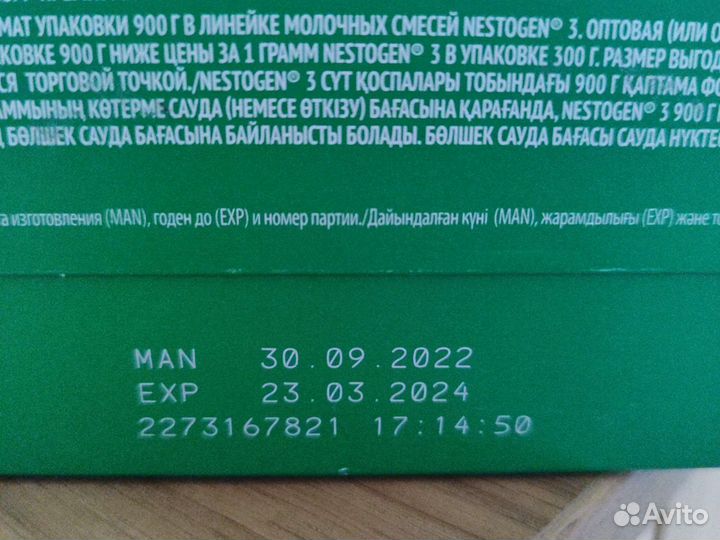 МАТ УПАКОВКИ 900 Г В ЛИНЕЙКЕ МОЛОЧНЫХ СМЕСЕЙ NESTOGEN® 3. ОПТОВАЯ (ИЛИ О
КОВКЕ 900 Г НИЖЕ ЦЕНЫ ЗА 1 ГРАММ NESTOGEN® 3 В УПАКОВКЕ 300 Г. РАЗМЕР ВЫГОД
СЯ ТОРГОВОЙ ТОЧКОЙ./NESTOGEN® 3 СҮТ ҚОСПАЛАРЫ ТОБЫНДАҒЫ 900 Г ҚАПТАМА ФО
АММЫНЫҢ КӨТЕРМЕ САУДА (НЕМЕСЕ ӨТКІЗУ) БАҒАСЫНА ҚАРАҒАНДА, NESTOGEN® 3 900 Г
БӨЛШЕК САУДА БАҒАСЫНА БАЙЛАНЫСТЫ БОЛАДЫ. БӨЛШЕК САУДА БАҒАСЫ САУДА НҮКТЕС
та изготовления (MAN), годен до (EXP) и номер партии./Дайындалған күні (MAN), жарамдылығы (EXP) және то
MAN 30.09.2022
EXP 23.03.2024
2273167821 17:14:50
Avito